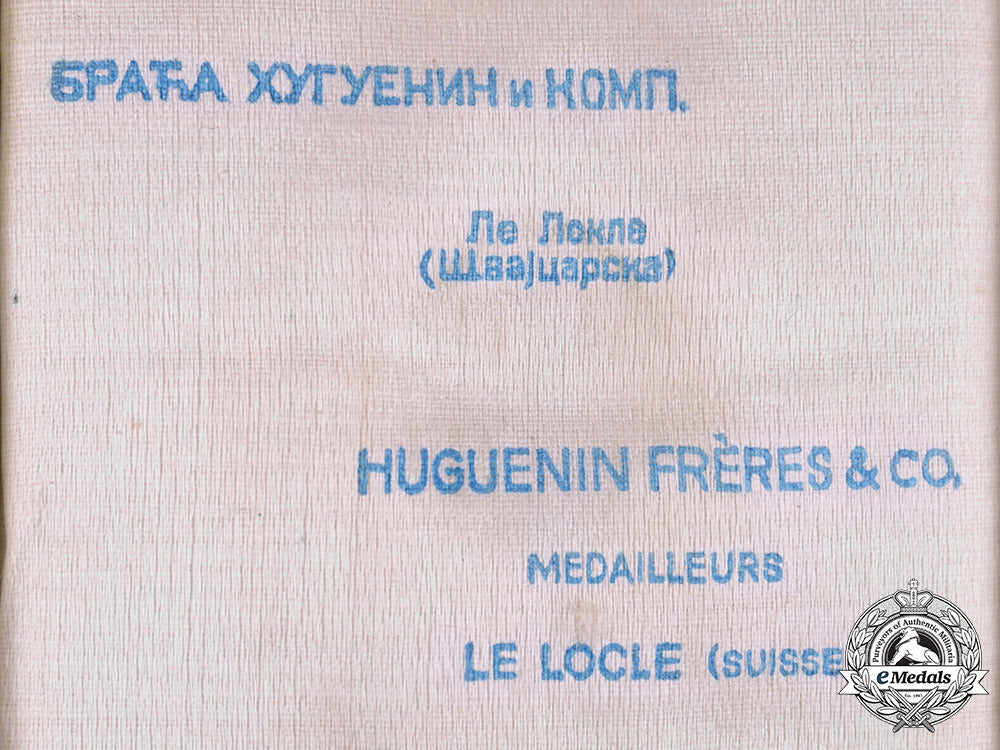 БРАЋА ХУГУЕНИН и КОМП.
Ле Локле
(Швајцарска)
HUGUENIN FRÈRES & CO.
MEDAILLEURS
LE LOCLE (SUISSE
Purveyors of Authentic Militaria
eMedals